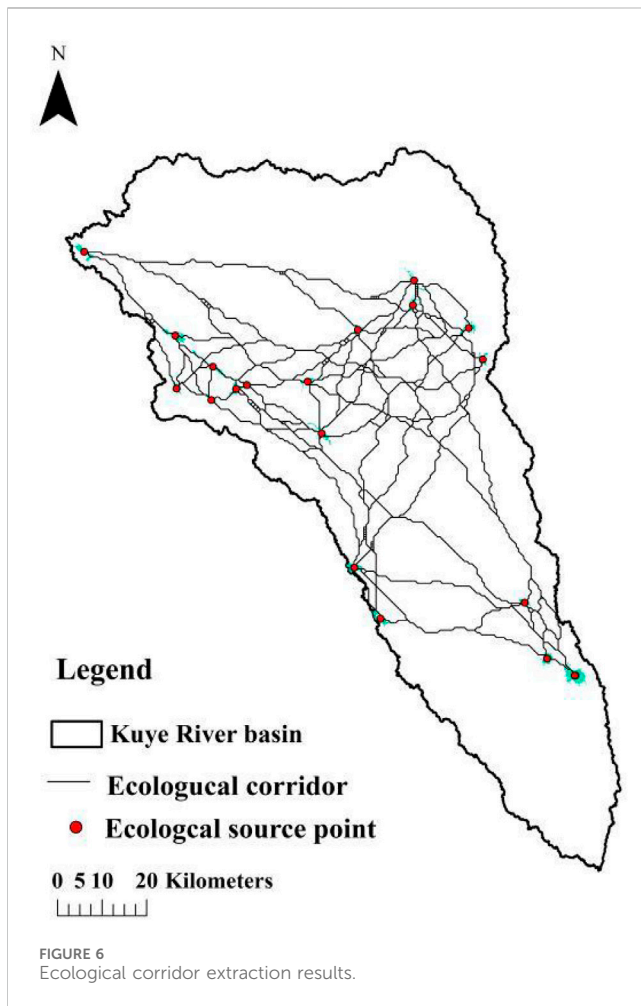 N
Legend
Kuye River basin
Ecologucal corridor
Ecologcal source point
0 5 10 20 Kilometers
FIGURE 6
Ecological corridor extraction results.